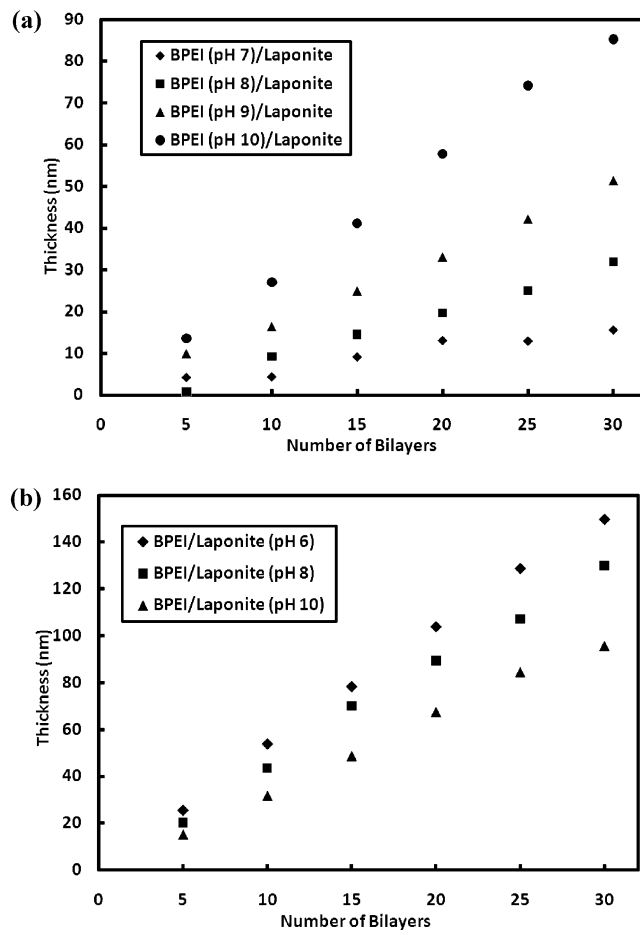 (a)
90
80
70
60
50
40
30
20
10
0
Thickness (nm)
BPEI (pH 7)/Laponite
BPEI (pH 8)/Laponite
BPEI (pH 9)/Laponite
BPEI (pH 10)/Laponite
0 5 10 15 20 25 30
Number of Bilayers
(b)
160
140
120
100
80
60
40
20
0
Thickness (nm)
BPEI/Laponite (pH 6)
BPEI/Laponite (pH 8)
BPEI/Laponite (pH 10)
0 5 10 15 20 25 30
Number of Bilayers